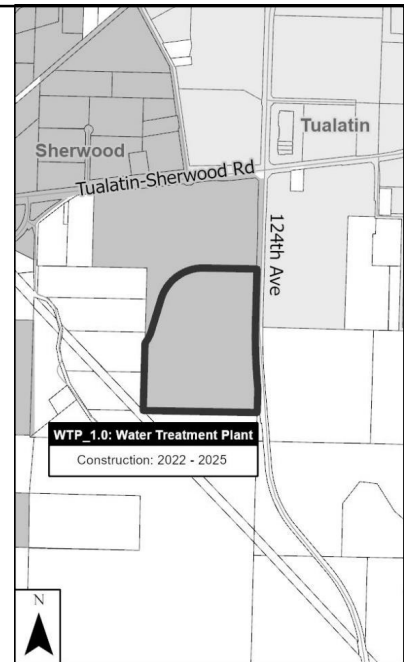 Tualatin
Sherwood
Tualatin-Sherwood Rd
124th Ave
WTP_1.0: Water Treatment Plant
Construction: 2022 - 2025
N